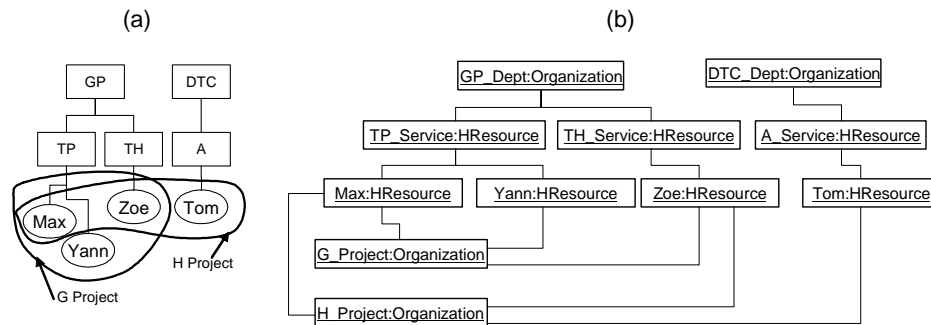 (a)
(b)
GP
DTC
TP
TH
A
Max
Zoe
Tom
Yann
H Project
G Project
GP_Dept:Organization
DTC_Dept:Organization
TP_Service:HResource
TH_Service:HResource
A_Service:HResource
Max:HResource
Yann:HResource
Zoe:HResource
Tom:HResource
G_Project:Organization
H_Project:Organization